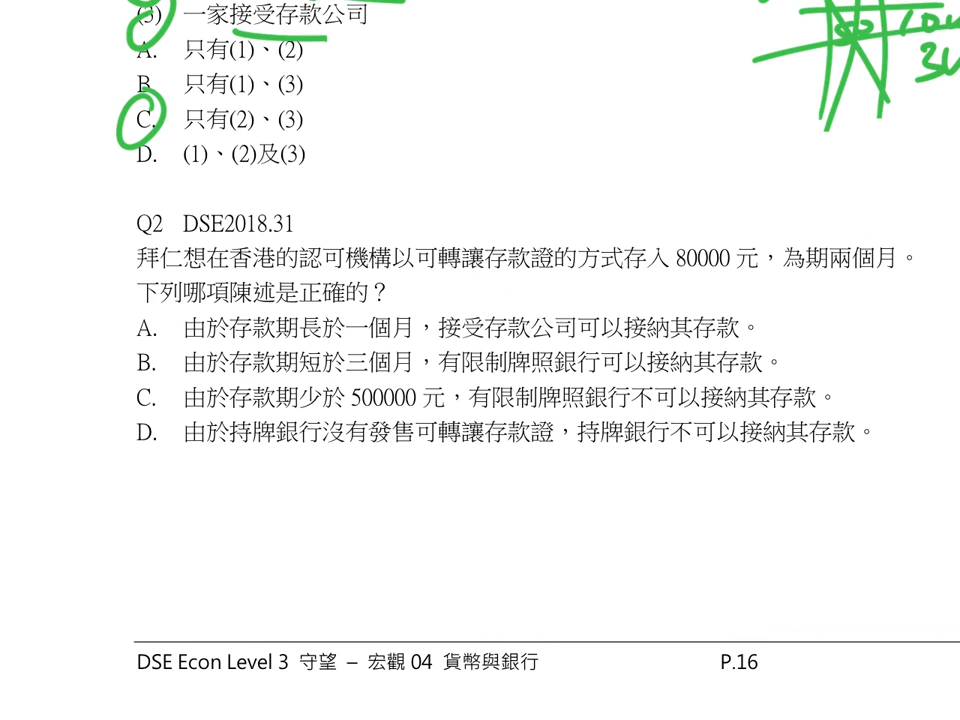 (3) 一家接受存款公司
A. 只有(1)、(2)
B. 只有(1)、(3)
C. 只有(2)、(3)
D. (1)、(2)及(3)
Q2 DSE2018.31
拜仁想在香港的認可機構以可轉讓存款證的方式存入 80000 元，為期兩個月。
下列哪項陳述是正確的？
A. 由於存款期長於一個月，接受存款公司可以接納其存款。
B. 由於存款期短於三個月，有限制牌照銀行可以接納其存款。
C. 由於存款期少於 500000 元，有限制牌照銀行不可以接納其存款。
D. 由於持牌銀行沒有發售可轉讓存款證，持牌銀行不可以接納其存款。
DSE Econ Level 3 守望 – 宏觀 04 貨幣與銀行 P.16